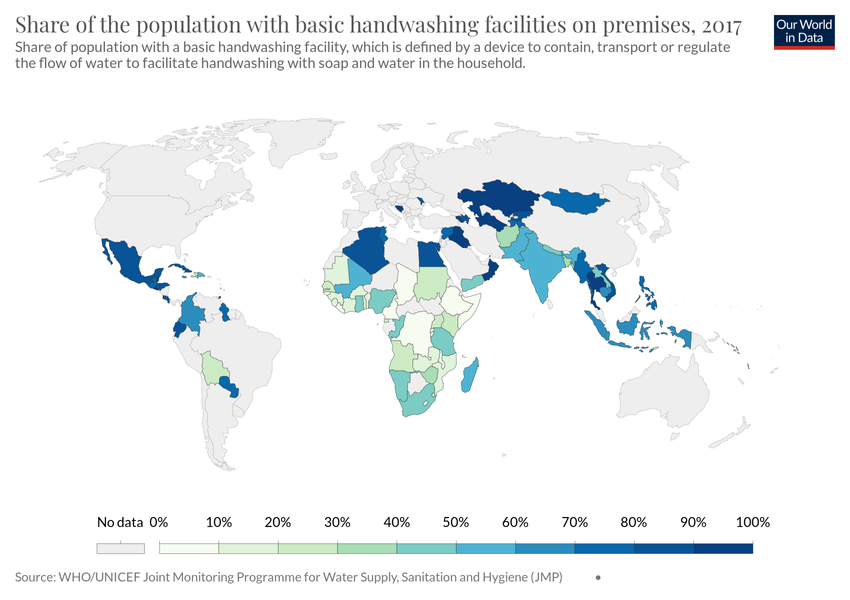 Share of the population with basic handwashing facilities on premises, 2017
Our World
in Data
Share of population with a basic handwashing facility, which is defined by a device to contain, transport or regulate
the flow of water to facilitate handwashing with soap and water in the household.
No data 0% 10% 20% 30% 40% 50% 60% 70% 80% 90% 100%
Source: WHO/UNICEF Joint Monitoring Programme for Water Supply, Sanitation and Hygiene (JMP) •